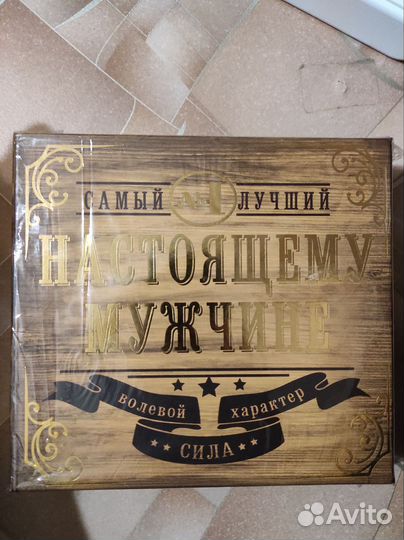 САМЫЙ №1 ЛУЧШИЙ
НАСТОЯЩЕМУ
МУЖЧИНЕ
волевой характер
СИЛА
Avito